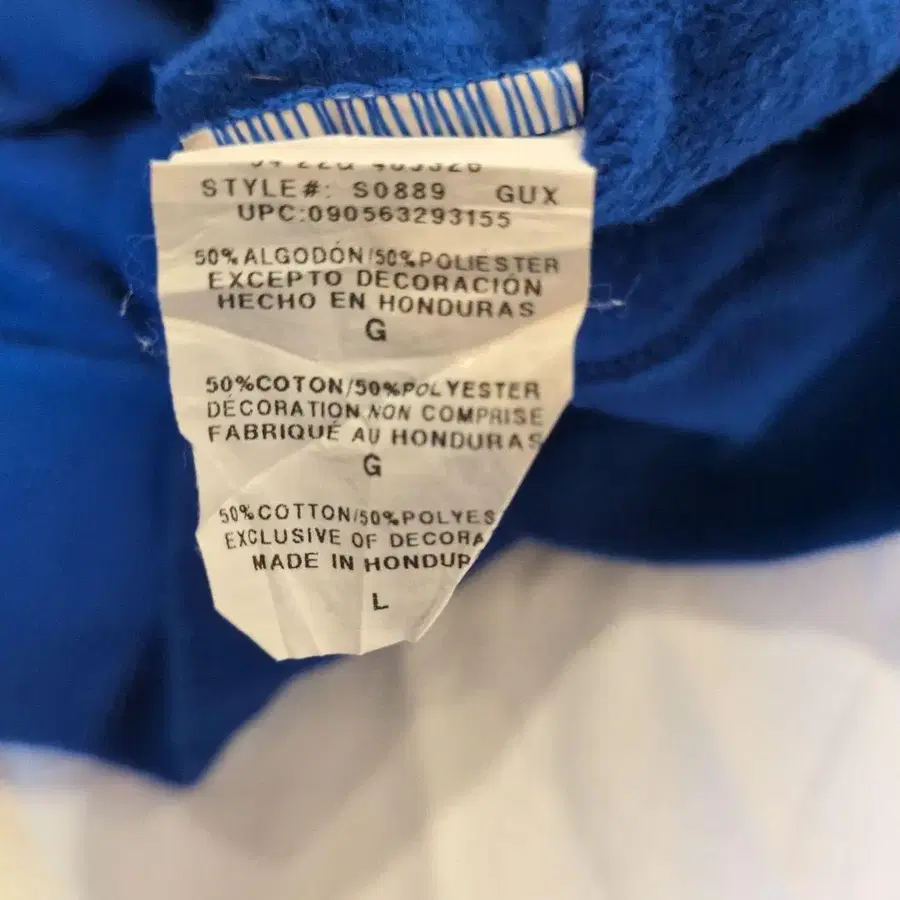 STYLE#: S0889 GUX
UPC:090563293155
50%ALGODÓN/50%POLIÉSTER
EXCEPTO DECORACIÓN
HECHO EN HONDURAS
G
50%COTON/50%POLYESTER
DÉCORATION NON COMPRISE
FABRIQUÉ AU HONDURAS
G
50%COTTON/50%POLYES
EXCLUSIVE OF DECORA
MADE IN HONDUR
L